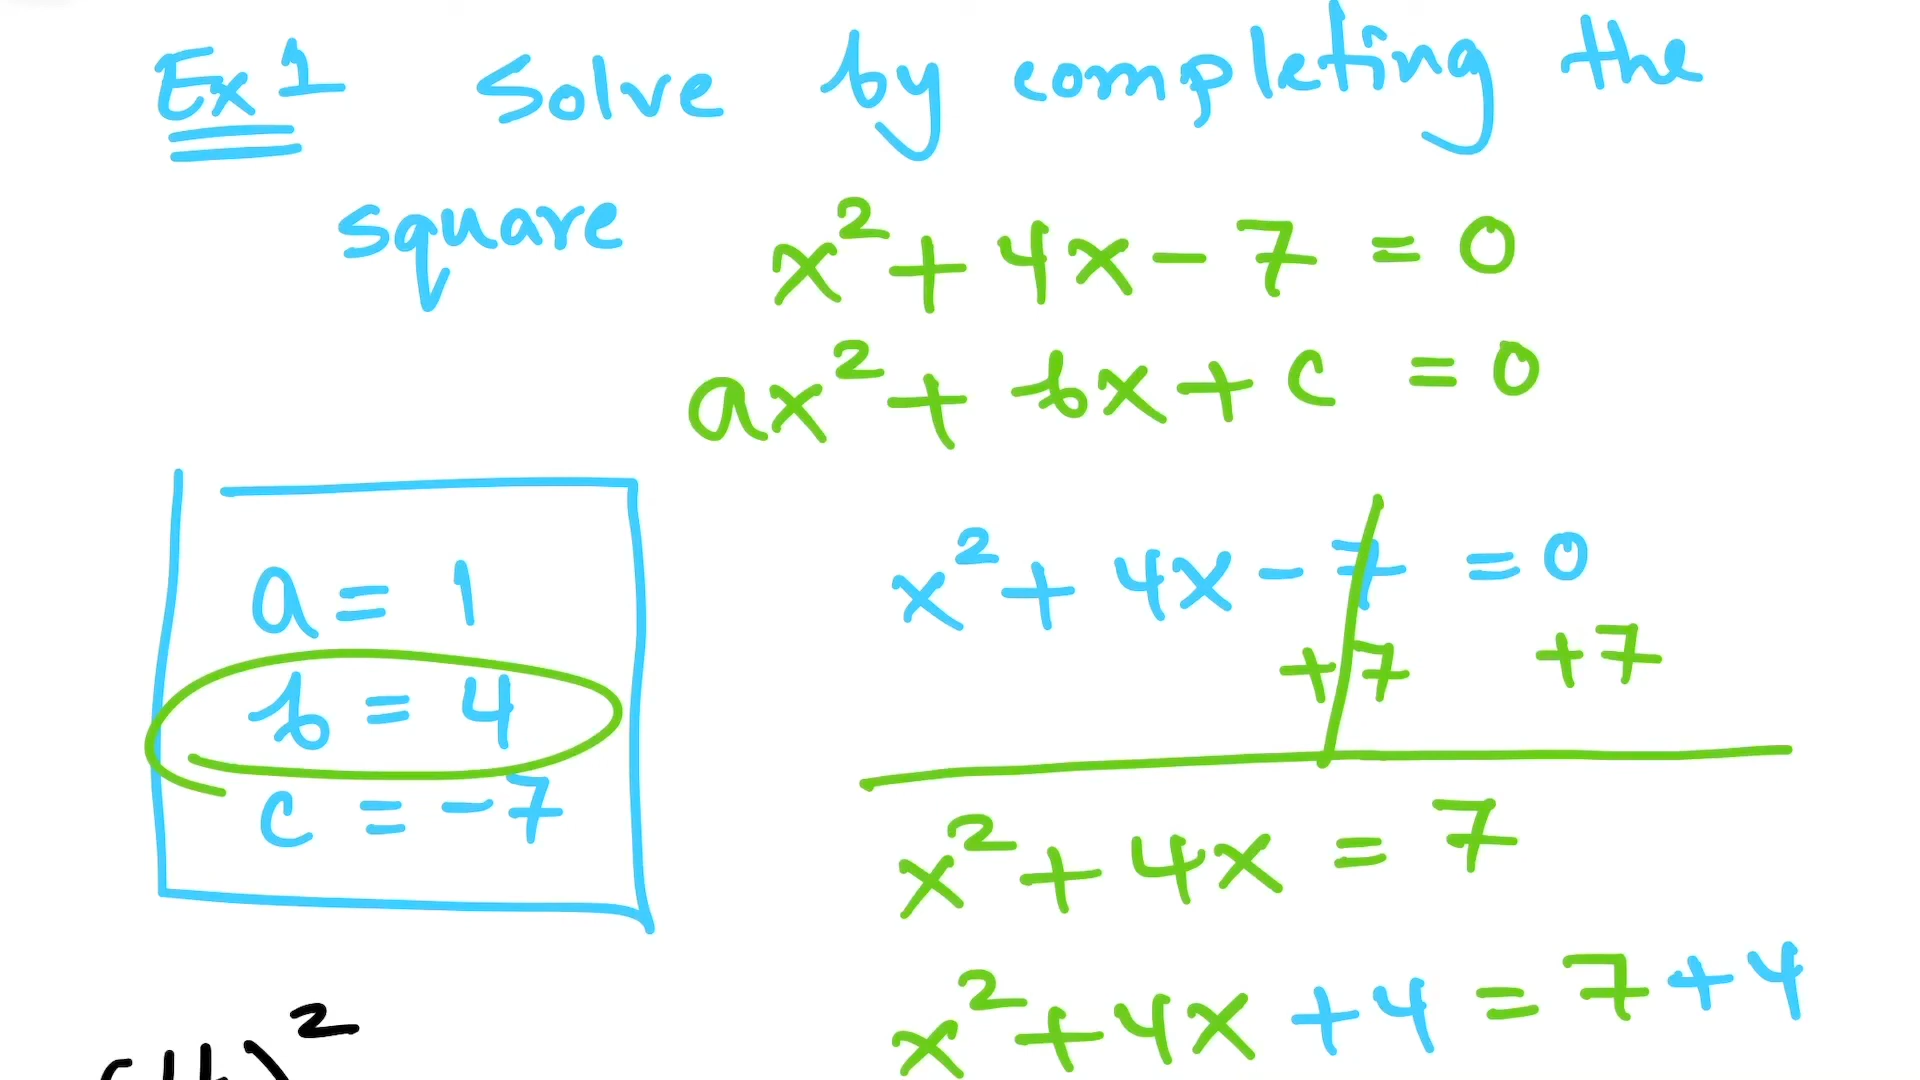 Ex 1 Solve by completing the
square x² + 4x - 7 = 0
ax² + bx + c = 0
a = 1
b = 4
c = -7
x² + 4x - 7 = 0
+7 +7
x² + 4x = 7
x² + 4x + 4 = 7 + 4